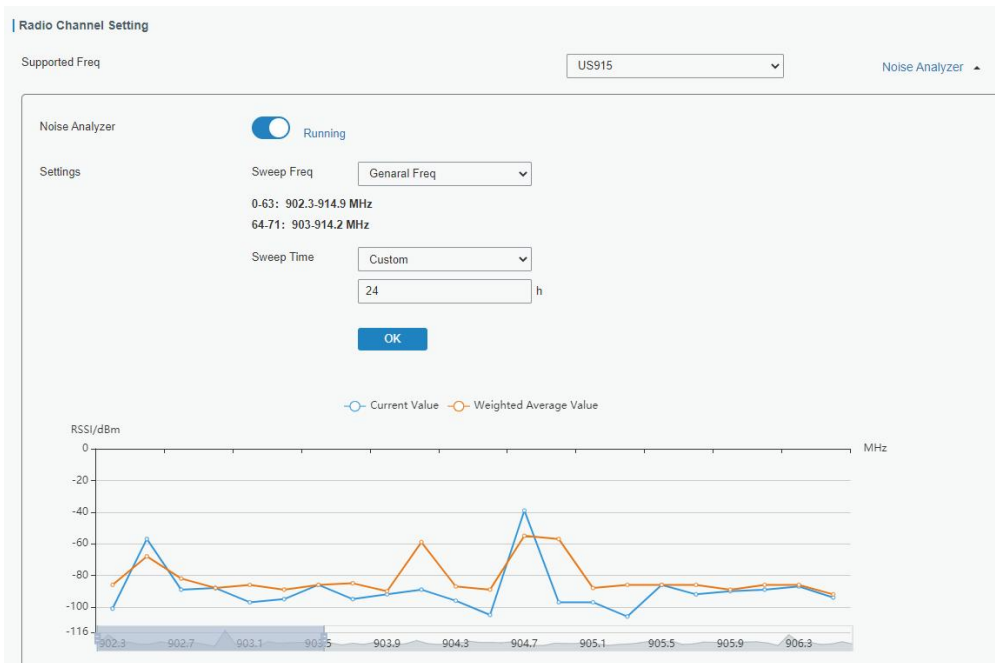 Radio Channel Setting
Supported Freq US915 Noise Analyzer
Noise Analyzer Running
Settings Sweep Freq Genaral Freq
0-63: 902.3-914.9 MHz
64-71: 903-914.2 MHz
Sweep Time Custom
24 h
OK
Current Value Weighted Average Value
RSSI/dBm
0 MHz
-20
-40
-60
-80
-100
-116
902.3 902.7 903.1 903.5 903.9 904.3 904.7 905.1 905.5 905.9 906.3